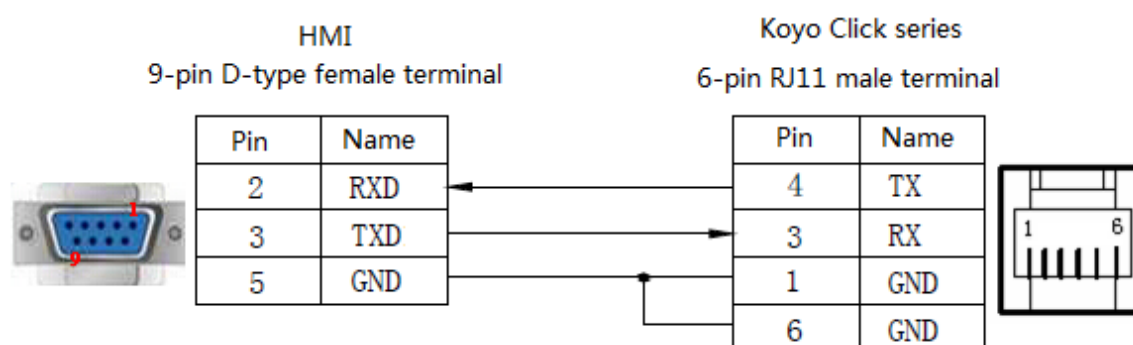 HMI
9-pin D-type female terminal
Koyo Click series
6-pin RJ11 male terminal
Pin Name
2 RXD
3 TXD
5 GND
Pin Name
4 TX
3 RX
1 GND
6 GND
1
9
1 6